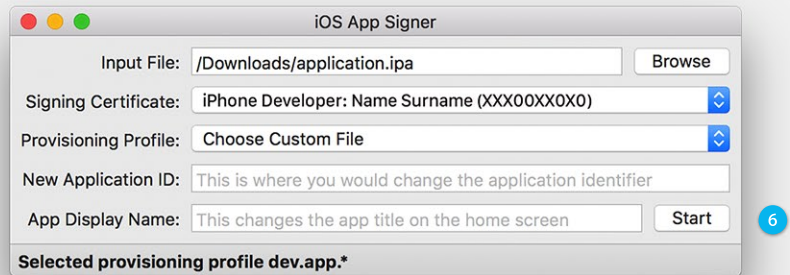 iOS App Signer
Input File: /Downloads/application.ipa Browse
Signing Certificate: iPhone Developer: Name Surname (XXX00XX0X0)
Provisioning Profile: Choose Custom File
New Application ID: This is where you would change the application identifier
App Display Name: This changes the app title on the home screen Start 6
Selected provisioning profile dev.app.*